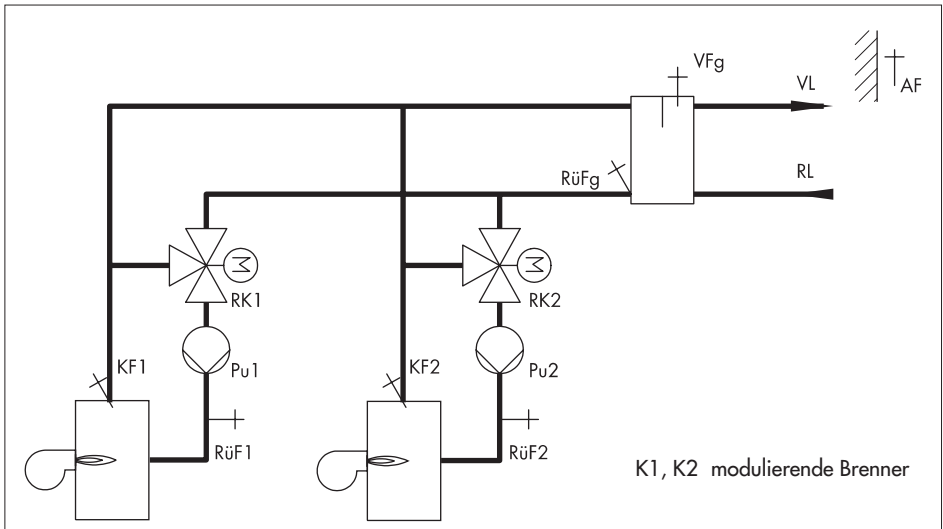 VFg
VL
AF
RüFg
RL
M
M
RK1
RK2
KF1
Pu1
KF2
Pu2
RüF1
RüF2
K1, K2 modulierende Brenner